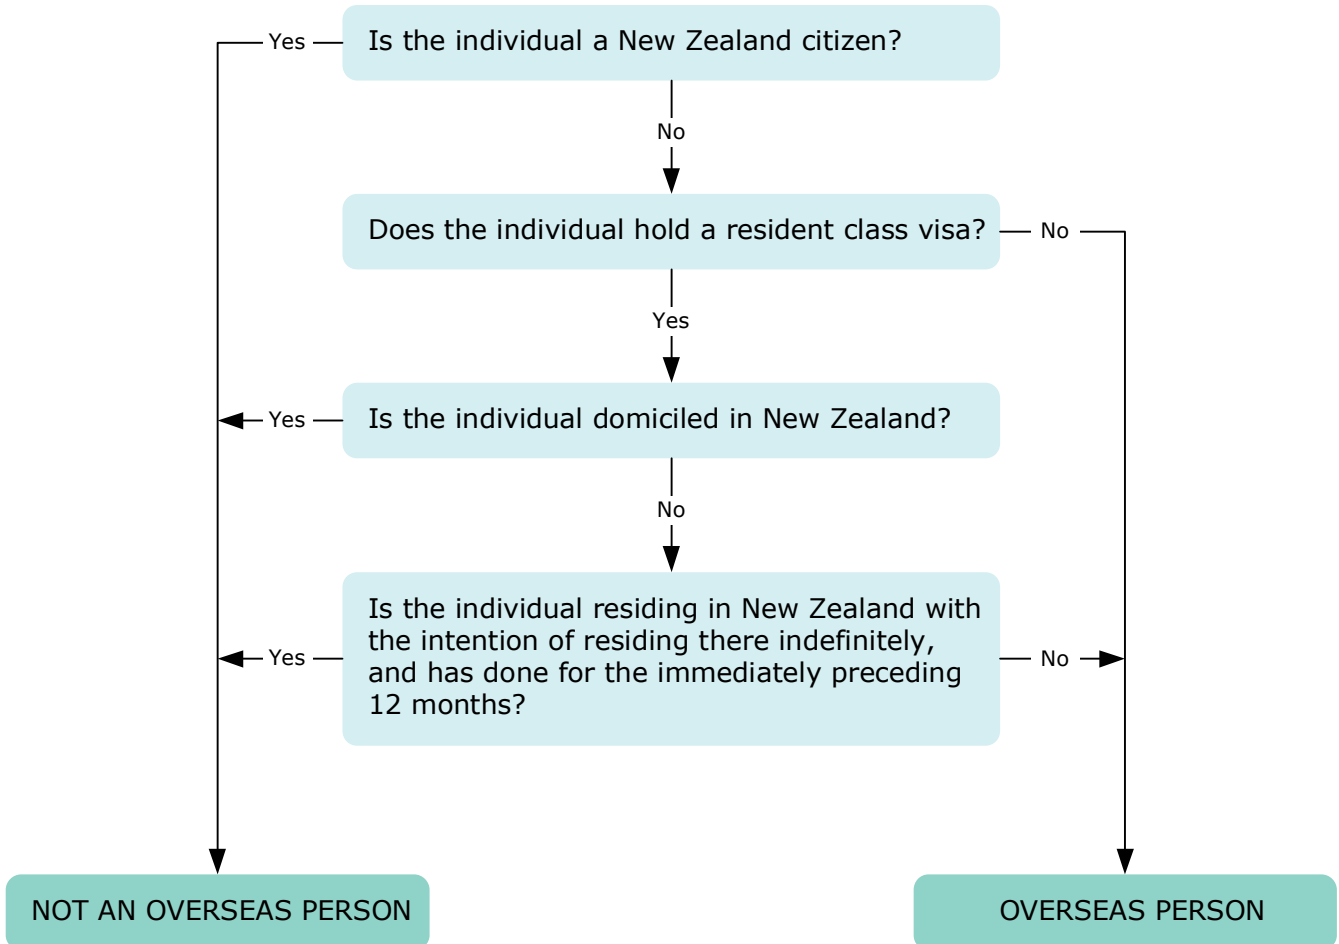 Is the individual a New Zealand citizen?
Yes
No
Does the individual hold a resident class visa?
No
Yes
Is the individual domiciled in New Zealand?
Yes
No
Is the individual residing in New Zealand with
the intention of residing there indefinitely,
and has done for the immediately preceding
12 months?
Yes
No
NOT AN OVERSEAS PERSON
OVERSEAS PERSON